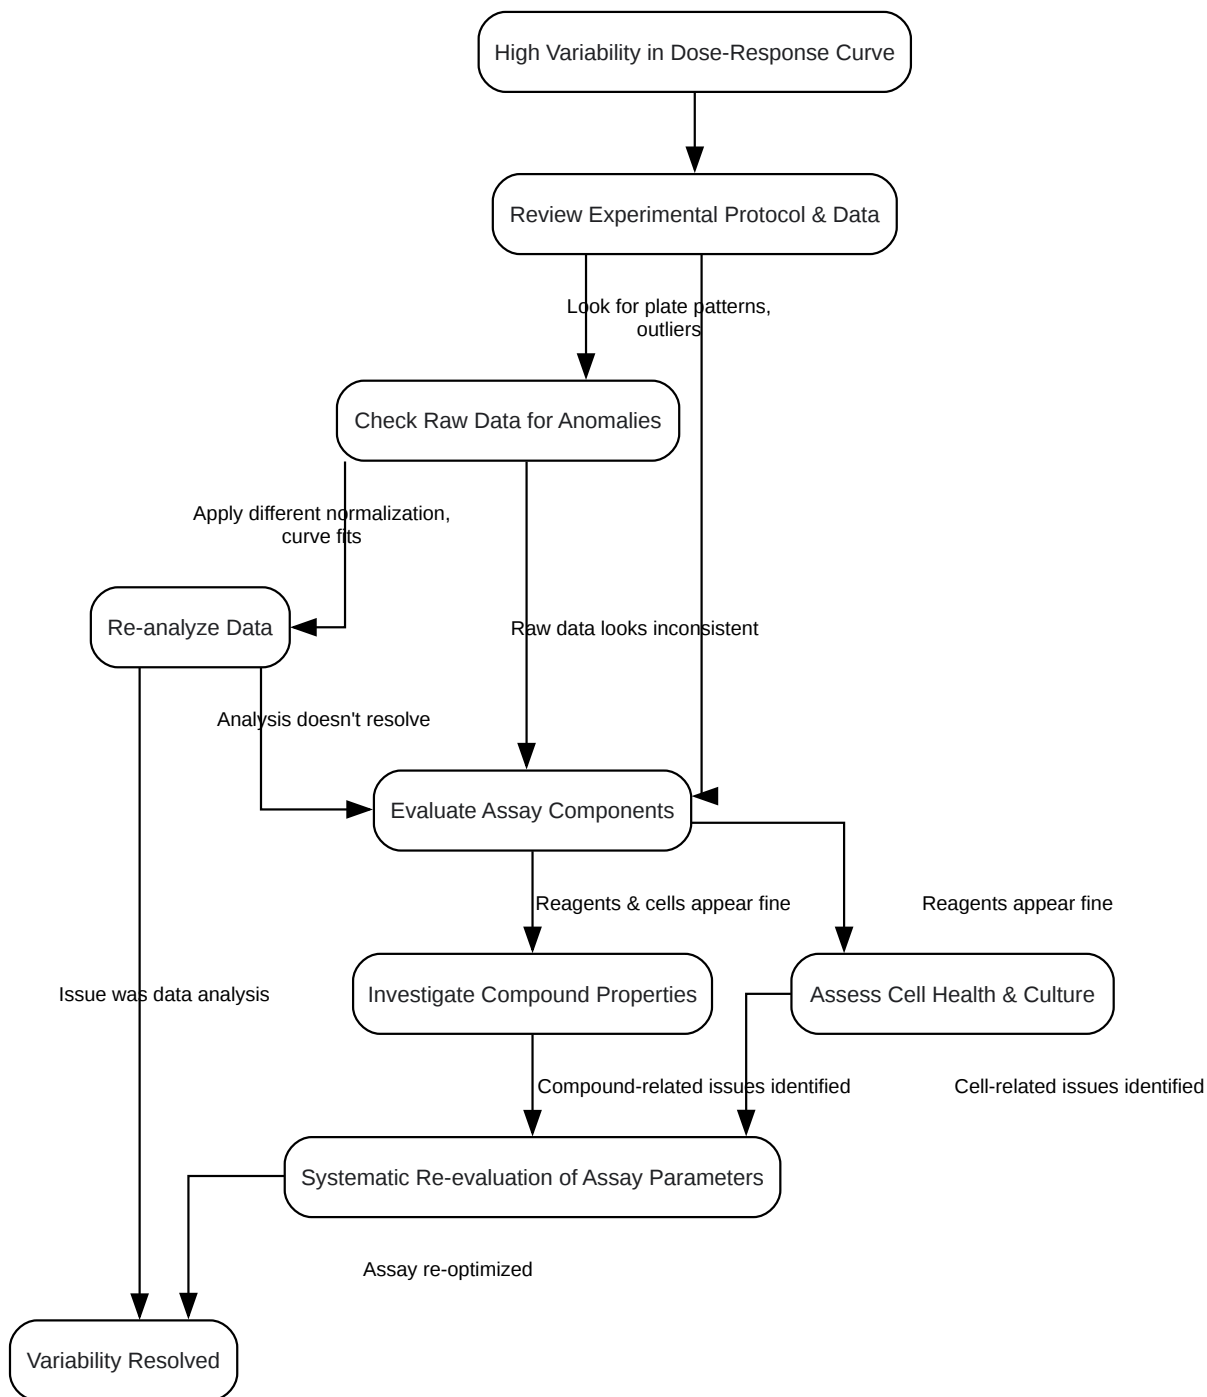 High Variability in Dose-Response Curve
Review Experimental Protocol & Data
Look for plate patterns,
outliers
Check Raw Data for Anomalies
Apply different normalization,
curve fits
Re-analyze Data
Raw data looks inconsistent
Analysis doesn't resolve
Evaluate Assay Components
Reagents & cells appear fine
Reagents appear fine
Issue was data analysis
Investigate Compound Properties
Assess Cell Health & Culture
Compound-related issues identified
Cell-related issues identified
Systematic Re-evaluation of Assay Parameters
Assay re-optimized
Variability Resolved